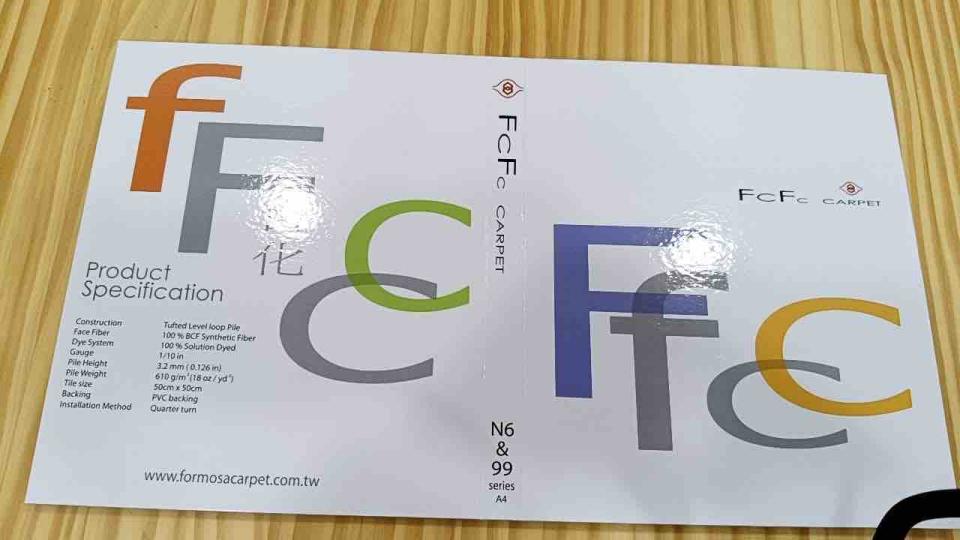 fFCC
化
Product
Specification
Construction Tufted Level loop Pile
Face Fiber 100 % BCF Synthetic Fiber
Dye System 100 % Solution Dyed
Gauge 1/10 in
Pile Height 3.2 mm ( 0.126 in)
Pile Weight 610 g/m² (18 oz / yd²)
Tile size 50cm x 50cm
Backing PVC backing
Installation Method Quarter turn
www.formosacarpet.com.tw
FCFC CARPET
N6
&
99
series
A4
FCFC CARPET
FfCC